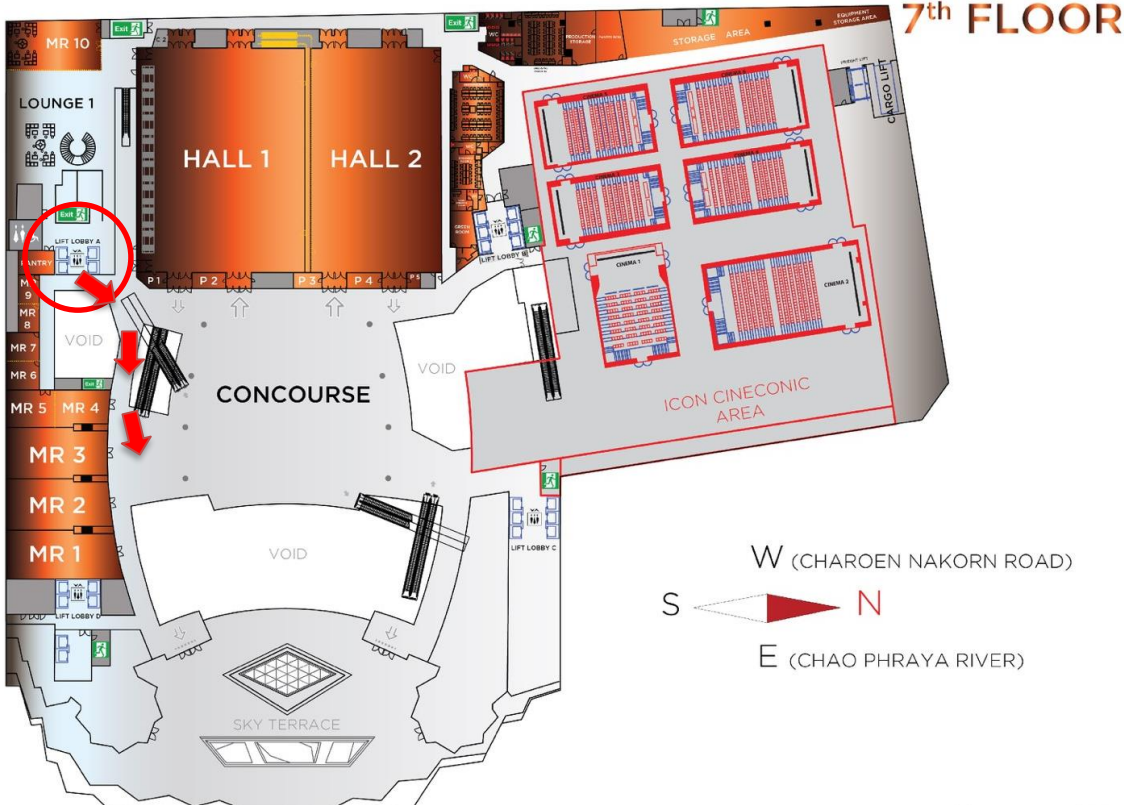 7th FLOOR
MR 10
Exit
Exit
WC
PRODUCTION
STORAGE
STORAGE AREA
EQUIPMENT
STORAGE AREA
LOUNGE 1
HALL 1
HALL 2
CARGO LIFT
Exit
LIFT LOBBY A
PANTRY
GREEN
ROOM
LIFT LOBBY B
P 1
P 2
P 3
P 4
P 5
CINEMA 1
CINEMA 2
MR
9
MR
8
MR 7
MR 6
VOID
VOID
Exit
CONCOURSE
ICON CINECONIC
AREA
MR 5
MR 4
MR 3
MR 2
MR 1
VOID
LIFT LOBBY C
LIFT LOBBY D
SKY TERRACE
W (CHAROEN NAKORN ROAD)
S
N
E (CHAO PHRAYA RIVER)